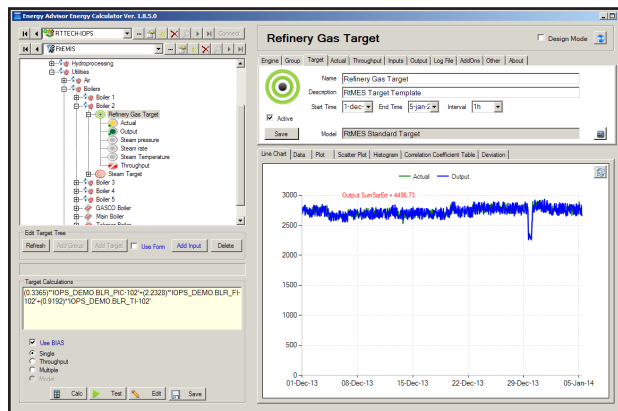 Energy Advisor Energy Calculator Ver. 1.8.5.0
RTTECH-IOPS
Connect
RtEMIS
Hydroprocessing
Utilities
Air
Boilers
Boiler 1
Boiler 2
Refinery Gas Target
Actual
Output
Steam pressure
Steam rate
Steam Temperature
Throughput
Steam Target
Boiler 3
Boiler 4
Boiler 5
GASCO Boiler
Main Boiler
Edit Target Tree
Refresh Add Group Add Target Use Form Add Input Delete
Target Calculations
(0.3365)*'IOPS_DEMO.BLR_PIC-102'+(2.2328)*'IOPS_DEMO.BLR_FI-
102'+(0.9192)*'IOPS_DEMO.BLR_TI-102'
Use BIAS
Single
Throughput
Multiple
Model
Calc Test Edit Save
Refinery Gas Target
Design Mode
Engine Group Target Actual Throughput Inputs Output Log File AddOns Other About
Name Refinery Gas Target
Description RtMES Target Template
Start Time 1-dec- End Time 5-jan-2 Interval 1h
Active
Save Model RtMES Standard Target
Line Chart Data Plot Scatter Plot Histogram Correlation Coefficient Table Deviation
Actual Output
Output SumSqrErr = 4496.73
3000
2500
2000
1500
1000
500
0
01-Dec-13 08-Dec-13 15-Dec-13 22-Dec-13 29-Dec-13 05-Jan-14